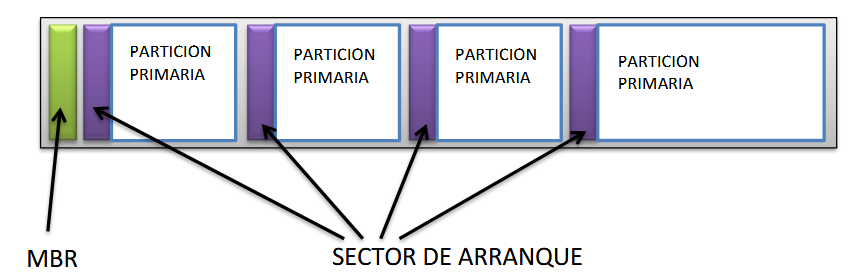 PARTICION
PRIMARIA
PARTICION
PRIMARIA
PARTICION
PRIMARIA
PARTICION
PRIMARIA
MBR
SECTOR DE ARRANQUE